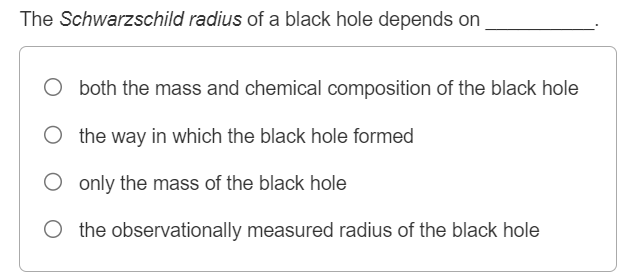 The Schwarzschild radius of a black hole depends on ___________.
both the mass and chemical composition of the black hole
the way in which the black hole formed
only the mass of the black hole
the observationally measured radius of the black hole